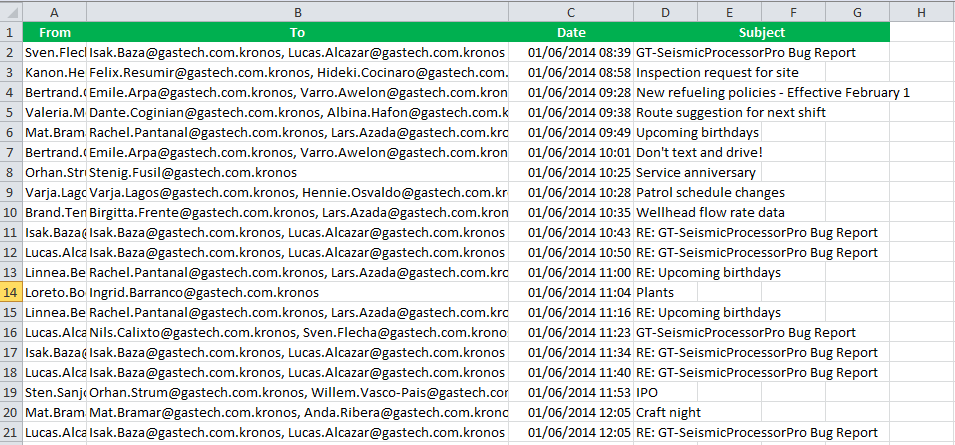 A B C D E F G H
1 From To Date Subject
2 Sven.Flec Isak.Baza@gastech.com.kronos, Lucas.Alcazar@gastech.com.kronos 01/06/2014 08:39 GT-SeismicProcessorPro Bug Report
3 Kanon.He Felix.Resumir@gastech.com.kronos, Hideki.Cocinaro@gastech.com. 01/06/2014 08:58 Inspection request for site
4 Bertrand. Emile.Arpa@gastech.com.kronos, Varro.Awelon@gastech.com.kron 01/06/2014 09:28 New refueling policies - Effective February 1
5 Valeria.M Dante.Coginian@gastech.com.kronos, Albina.Hafon@gastech.com.k 01/06/2014 09:38 Route suggestion for next shift
6 Mat.Bram Rachel.Pantanal@gastech.com.kronos, Lars.Azada@gastech.com.kron 01/06/2014 09:49 Upcoming birthdays
7 Bertrand. Emile.Arpa@gastech.com.kronos, Varro.Awelon@gastech.com.kron 01/06/2014 10:01 Don't text and drive!
8 Orhan.Str Stenig.Fusil@gastech.com.kronos 01/06/2014 10:25 Service anniversary
9 Varja.Lago Varja.Lagos@gastech.com.kronos, Hennie.Osvaldo@gastech.com.kron 01/06/2014 10:28 Patrol schedule changes
10 Brand.Ten Birgitta.Frente@gastech.com.kronos, Lars.Azada@gastech.com.kron 01/06/2014 10:35 Wellhead flow rate data
11 Isak.Baza@ Isak.Baza@gastech.com.kronos, Lucas.Alcazar@gastech.com.kronos 01/06/2014 10:43 RE: GT-SeismicProcessorPro Bug Report
12 Lucas.Alca Isak.Baza@gastech.com.kronos, Lucas.Alcazar@gastech.com.kronos 01/06/2014 10:50 RE: GT-SeismicProcessorPro Bug Report
13 Linnea.Be Rachel.Pantanal@gastech.com.kronos, Lars.Azada@gastech.com.kron 01/06/2014 11:00 RE: Upcoming birthdays
14 Loreto.Bo Ingrid.Barranco@gastech.com.kronos 01/06/2014 11:04 Plants
15 Linnea.Be Rachel.Pantanal@gastech.com.kronos, Lars.Azada@gastech.com.kron 01/06/2014 11:16 RE: Upcoming birthdays
16 Lucas.Alca Nils.Calixto@gastech.com.kronos, Sven.Flecha@gastech.com.krono 01/06/2014 11:23 GT-SeismicProcessorPro Bug Report
17 Isak.Baza@ Isak.Baza@gastech.com.kronos, Lucas.Alcazar@gastech.com.kronos 01/06/2014 11:34 RE: GT-SeismicProcessorPro Bug Report
18 Lucas.Alca Isak.Baza@gastech.com.kronos, Lucas.Alcazar@gastech.com.kronos 01/06/2014 11:40 RE: GT-SeismicProcessorPro Bug Report
19 Sten.Sanj Orhan.Strum@gastech.com.kronos, Willem.Vasco-Pais@gastech.cor 01/06/2014 11:53 IPO
20 Mat.Bram Mat.Bramar@gastech.com.kronos, Anda.Ribera@gastech.com.krono 01/06/2014 12:05 Craft night
21 Lucas.Alca Isak.Baza@gastech.com.kronos, Lucas.Alcazar@gastech.com.kronos 01/06/2014 12:05 RE: GT-SeismicProcessorPro Bug Report